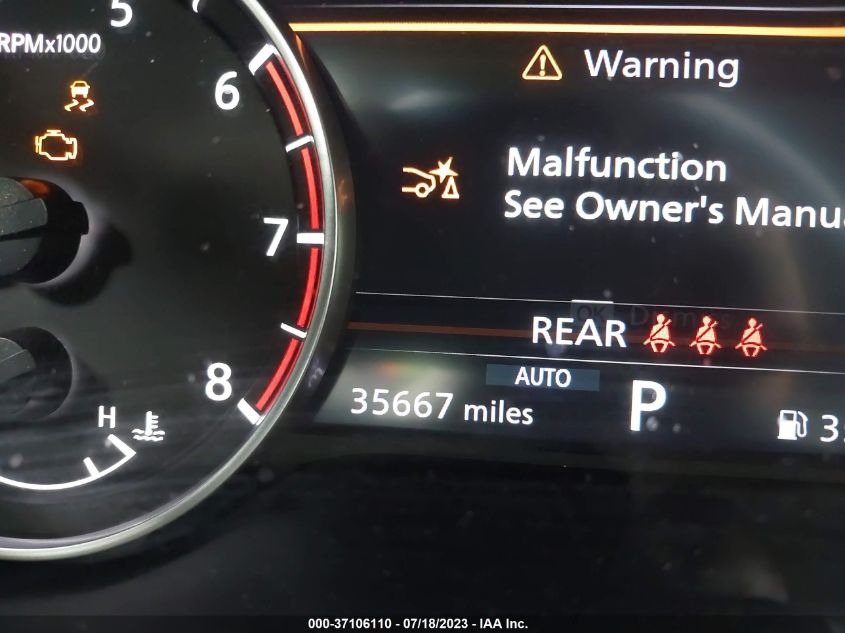 5
RPMx1000
6
7
8
H
Warning
Malfunction
See Owner's
OK
REAR
AUTO
35667 miles
P
000-37106110 - 07/18/2023 - IAA Inc.